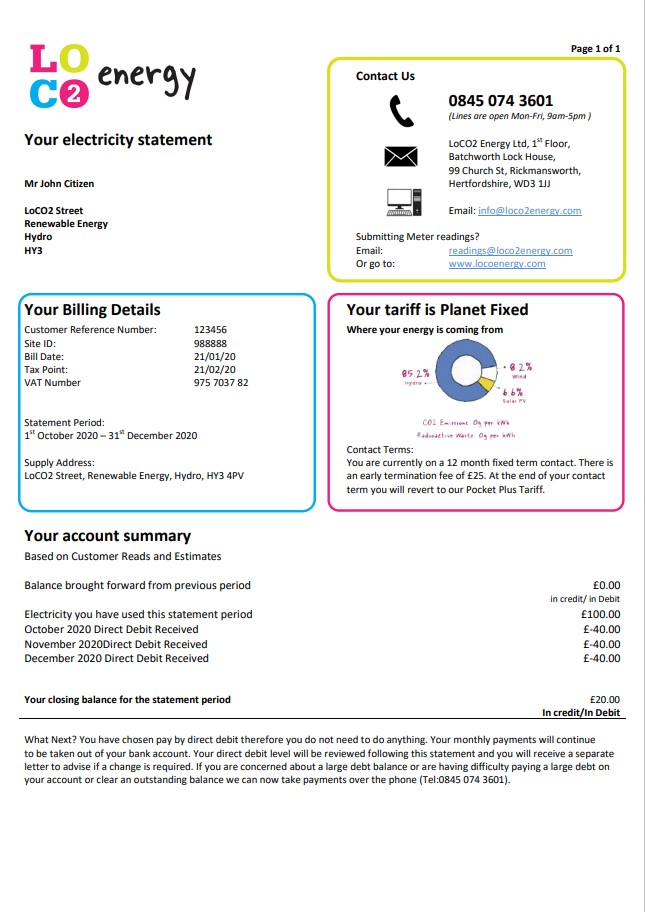 LO
CO2 energy
Page 1 of 1
Your electricity statement
Mr John Citizen
LoCO2 Street
Renewable Energy
Hydro
HY3
Contact Us
0845 074 3601
(Lines are open Mon-Fri, 9am-5pm )
LoCO2 Energy Ltd, 1st Floor,
Batchworth Lock House,
99 Church St, Rickmansworth,
Hertfordshire, WD3 1JJ
Email: info@loco2energy.com
Submitting Meter readings?
Email: readings@loco2energy.com
Or go to: www.locoenergy.com
Your Billing Details
Customer Reference Number: 123456
Site ID: 988888
Bill Date: 21/01/20
Tax Point: 21/02/20
VAT Number 975 7037 82
Statement Period:
1st October 2020 – 31st December 2020
Supply Address:
LoCO2 Street, Renewable Energy, Hydro, HY3 4PV
Your tariff is Planet Fixed
Where your energy is coming from
85.2%
Hydro
8.2%
Wind
6.6%
Solar PV
CO2 Emissions 0g per kWh
Radioactive Waste: 0g per kWh
Contact Terms:
You are currently on a 12 month fixed term contact. There is
an early termination fee of £25. At the end of your contact
term you will revert to our Pocket Plus Tariff.
Your account summary
Based on Customer Reads and Estimates
Balance brought forward from previous period £0.00
in credit/ in Debit
Electricity you have used this statement period £100.00
October 2020 Direct Debit Received £-40.00
November 2020Direct Debit Received £-40.00
December 2020 Direct Debit Received £-40.00
Your closing balance for the statement period £20.00
In credit/In Debit
What Next? You have chosen pay by direct debit therefore you do not need to do anything. Your monthly payments will continue
to be taken out of your bank account. Your direct debit level will be reviewed following this statement and you will receive a separate
letter to advise if a change is required. If you are concerned about a large debt balance or are having difficulty paying a large debt on
your account or clear an outstanding balance we can now take payments over the phone (Tel:0845 074 3601).